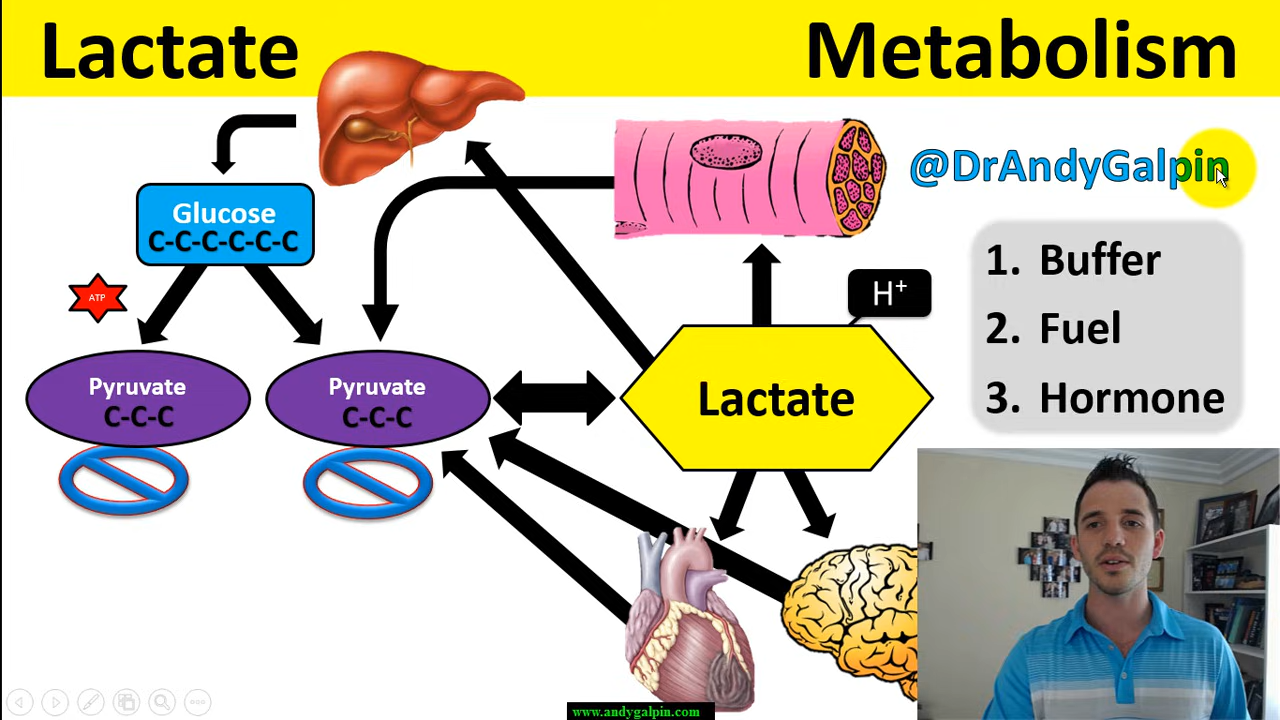 Lactate Metabolism
@DrAndyGalpin
Glucose
C-C-C-C-C-C
ATP
H+
1. Buffer
2. Fuel
3. Hormone
Pyruvate
C-C-C
Pyruvate
C-C-C
Lactate
www.andygalpin.com